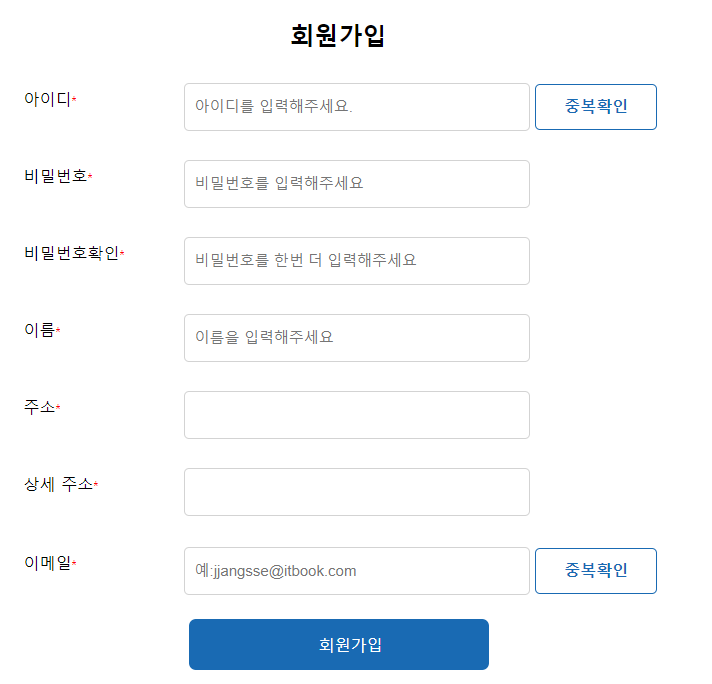 회원가입
아이디* 아이디를 입력해주세요. 중복확인
비밀번호* 비밀번호를 입력해주세요
비밀번호확인* 비밀번호를 한번 더 입력해주세요
이름* 이름을 입력해주세요
주소*
상세 주소*
이메일* 예:jjangsse@itbook.com 중복확인
회원가입